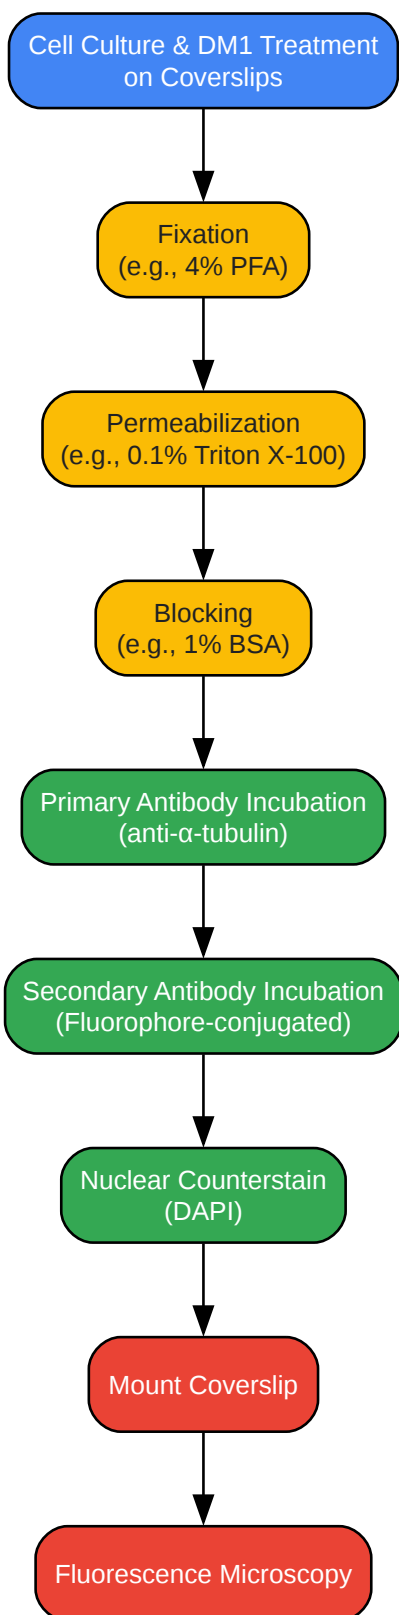 Cell Culture & DM1 Treatment
on Coverslips
Fixation
(e.g., 4% PFA)
Permeabilization
(e.g., 0.1% Triton X-100)
Blocking
(e.g., 1% BSA)
Primary Antibody Incubation
(anti-α-tubulin)
Secondary Antibody Incubation
(Fluorophore-conjugated)
Nuclear Counterstain
(DAPI)
Mount Coverslip
Fluorescence Microscopy